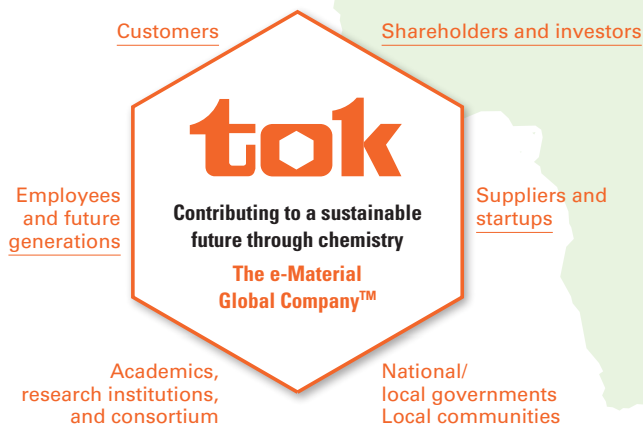 Customers
Shareholders and investors
tok
Employees
and future
generations
Contributing to a sustainable
future through chemistry
The e-Material
Global Company™
Suppliers and
startups
Academics,
research institutions,
and consortium
National/
local governments
Local communities